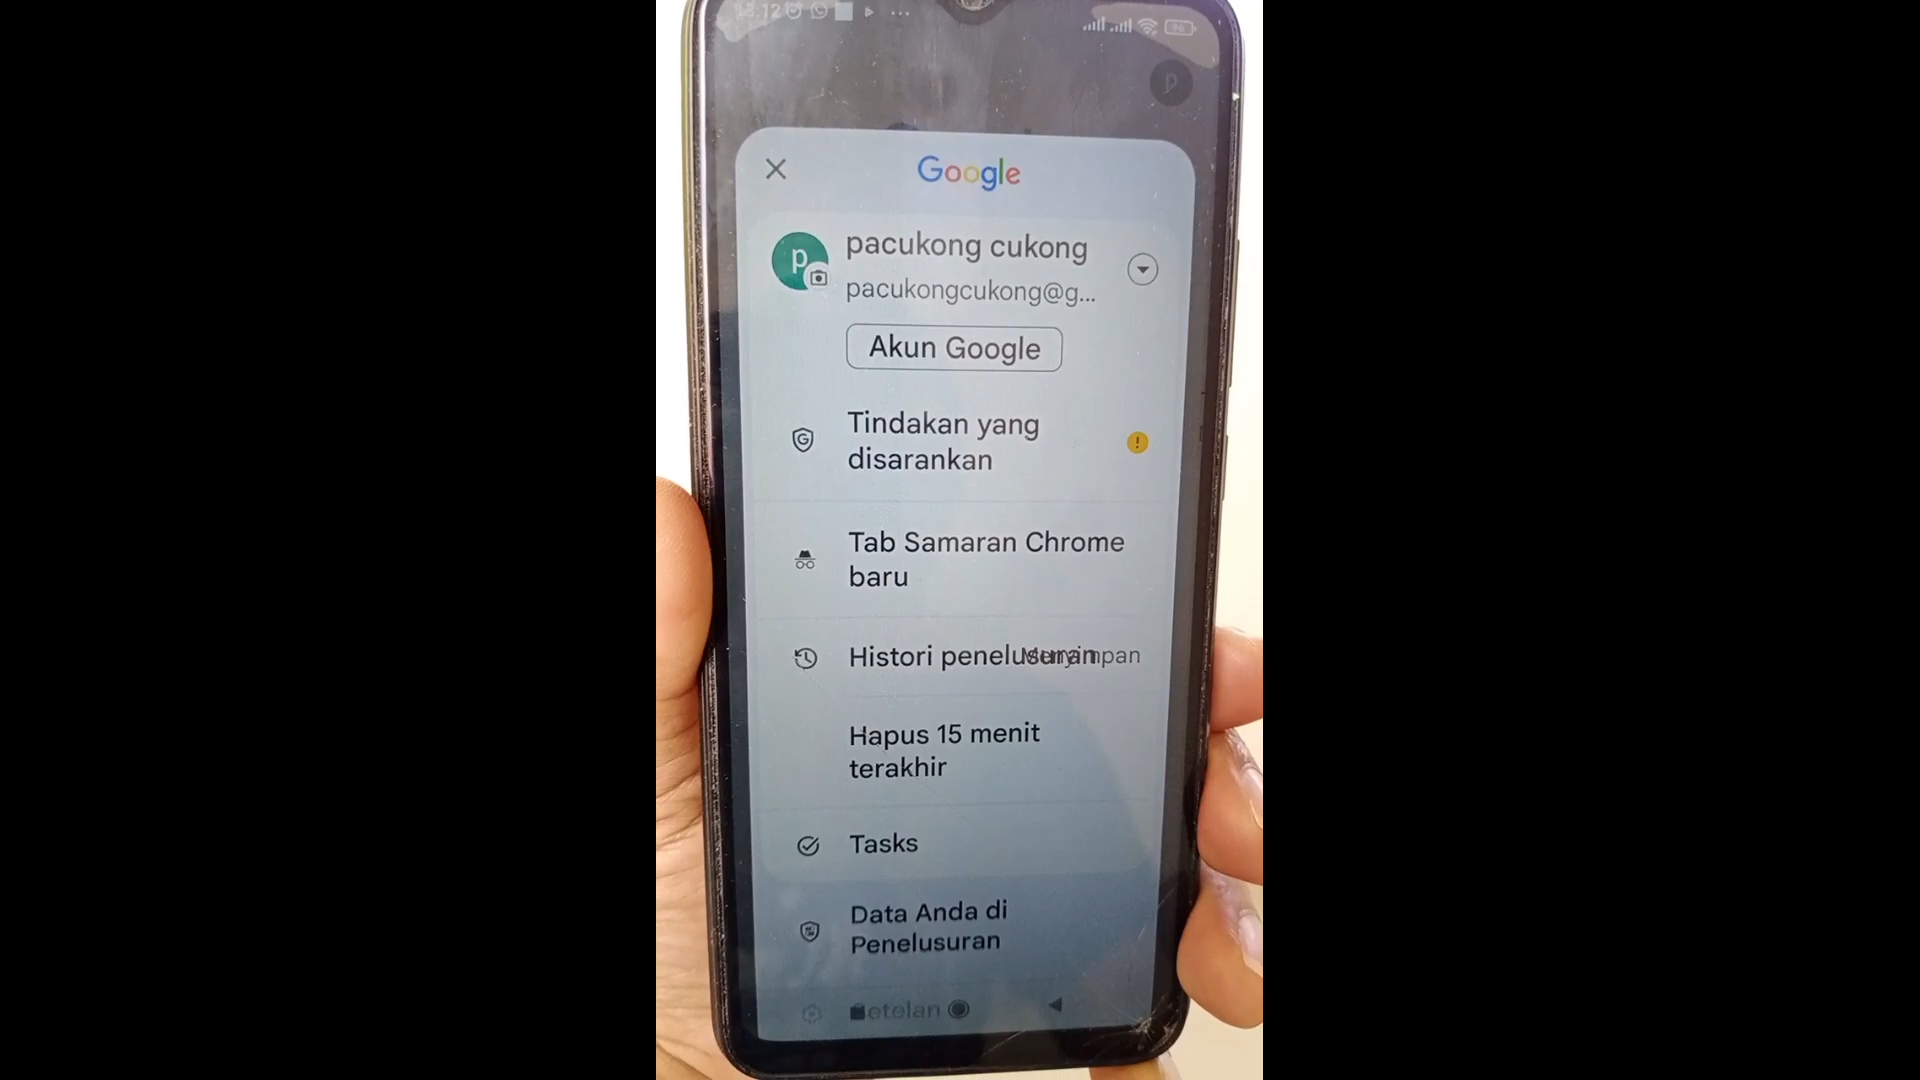 Google
p
pacukong cukong
pacukongcukong@g...
Akun Google
Tindakan yang
disarankan
Tab Samaran Chrome
baru
Histori penelusuran Menyimpan
Hapus 15 menit
terakhir
Tasks
Data Anda di
Penelusuran
etelan